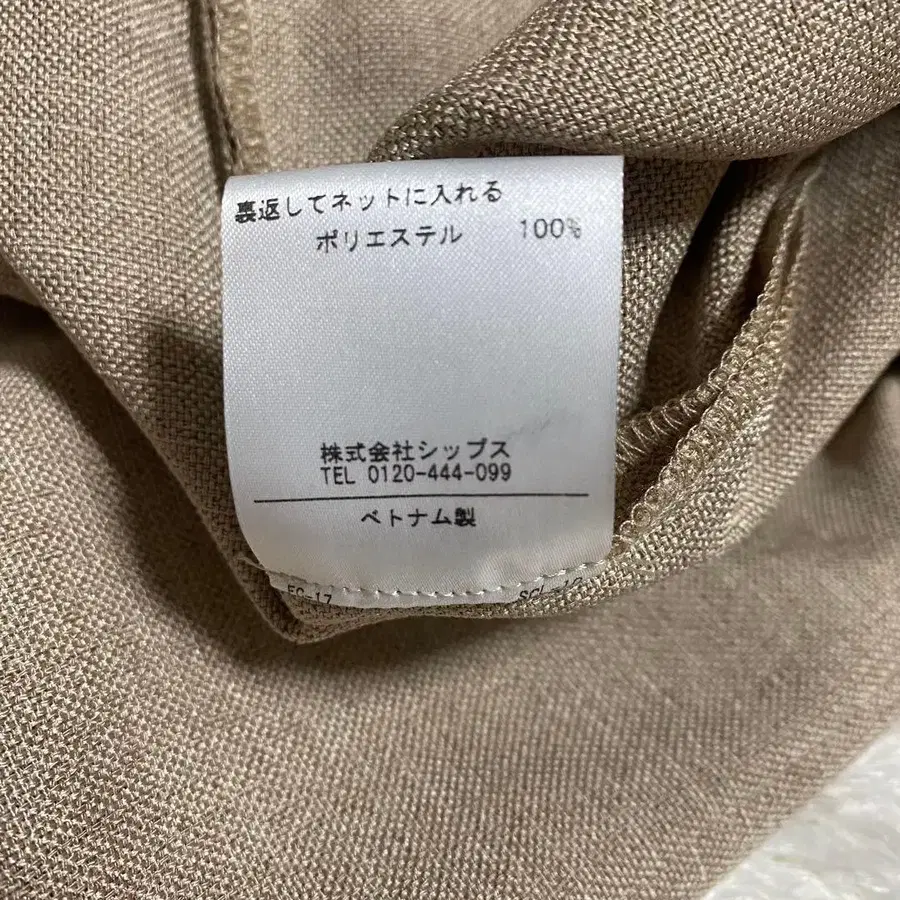 裏返してネットに入れる
ポリエステル 100%
株式会社シップス
TEL 0120-444-099
ベトナム製